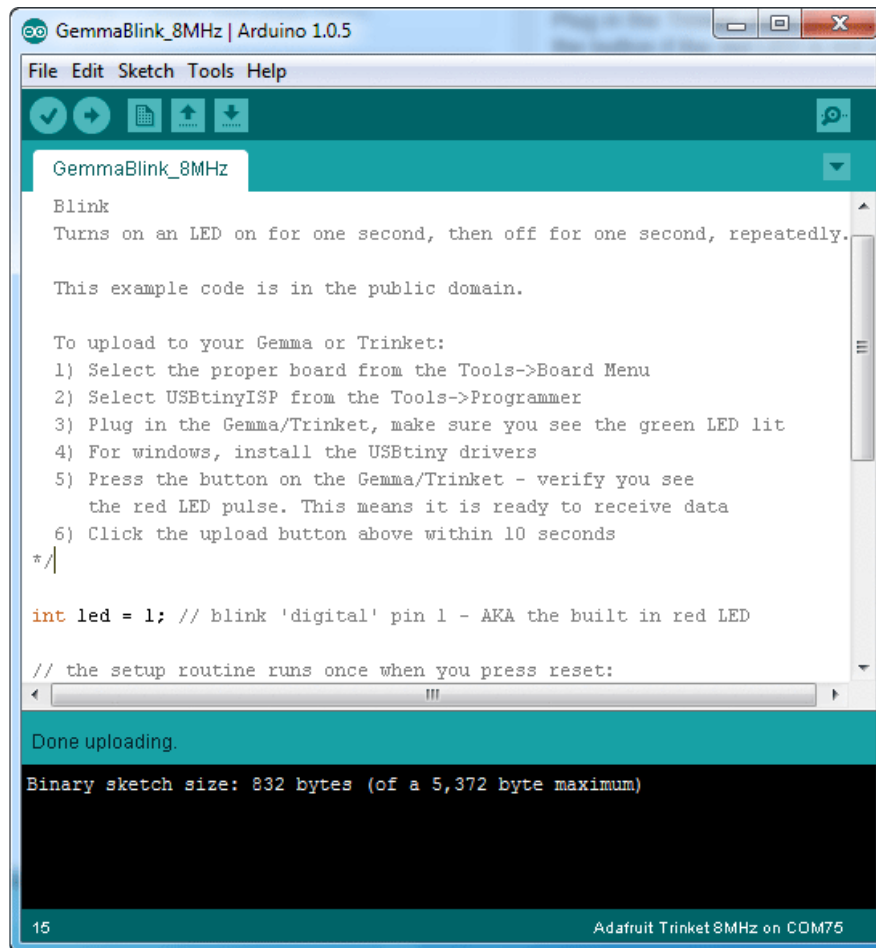 GemmaBlink_8MHz | Arduino 1.0.5
File Edit Sketch Tools Help
GemmaBlink_8MHz
Blink
Turns on an LED on for one second, then off for one second, repeatedly.
This example code is in the public domain.
To upload to your Gemma or Trinket:
1) Select the proper board from the Tools->Board Menu
2) Select USBtinyISP from the Tools->Programmer
3) Plug in the Gemma/Trinket, make sure you see the green LED lit
4) For windows, install the USBtiny drivers
5) Press the button on the Gemma/Trinket - verify you see
the red LED pulse. This means it is ready to receive data
6) Click the upload button above within 10 seconds
*/
int led = 1; // blink 'digital' pin 1 - AKA the built in red LED
// the setup routine runs once when you press reset:
Done uploading.
Binary sketch size: 832 bytes (of a 5,372 byte maximum)
15 Adafruit Trinket 8MHz on COM75